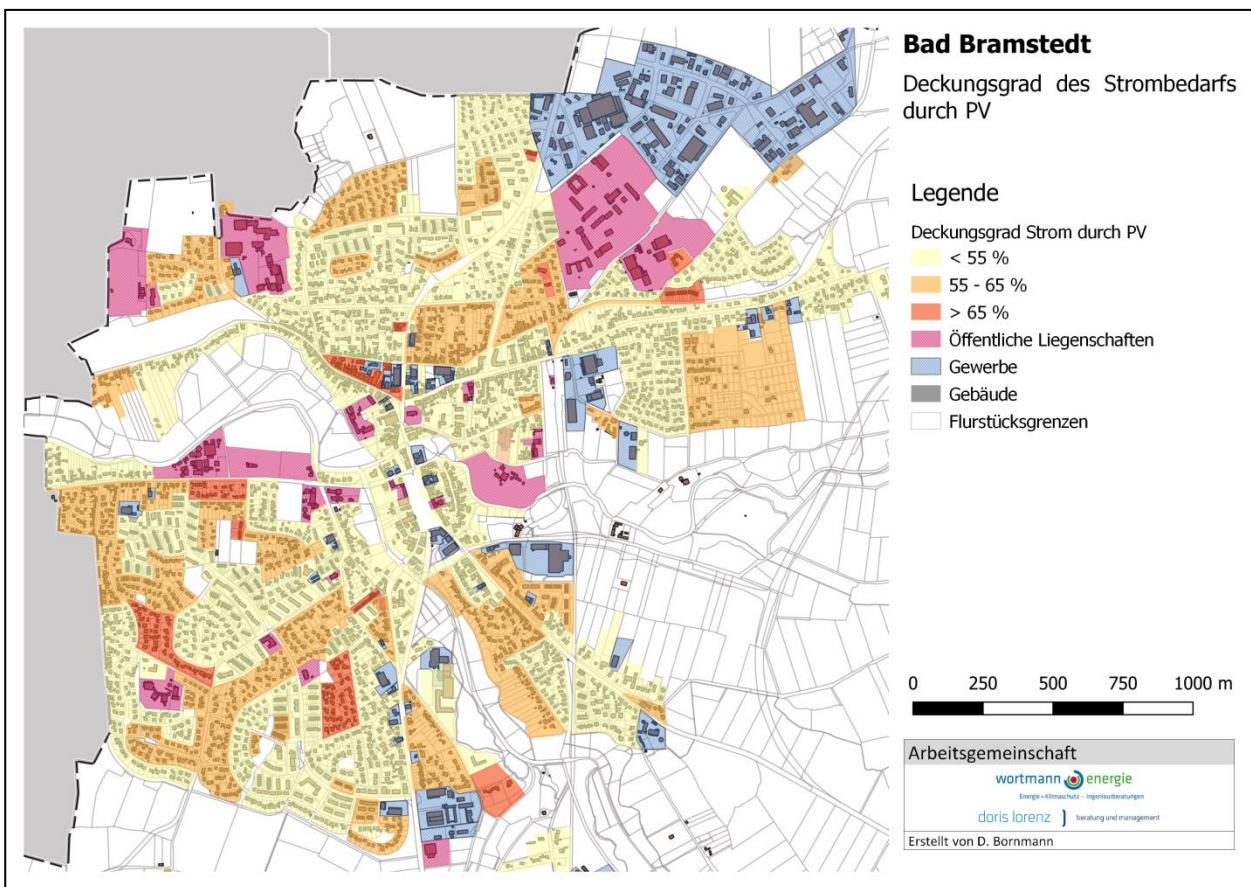 Bad Bramstedt
Deckungsgrad des Strombedarfs
durch PV
Legende
Deckungsgrad Strom durch PV
< 55 %
55 - 65 %
> 65 %
Öffentliche Liegenschaften
Gewerbe
Gebäude
Flurstücksgrenzen
0 250 500 750 1000 m
Arbeitsgemeinschaft
wortmann energie
Energie + Klimaschutz - Ingenieurberatungen
doris lorenz ] beratung und management
Erstellt von D. Bornmann